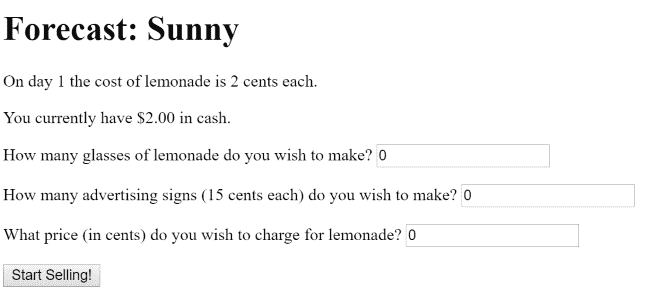 Forecast: Sunny
On day 1 the cost of lemonade is 2 cents each.
You currently have $2.00 in cash.
How many glasses of lemonade do you wish to make? 0
How many advertising signs (15 cents each) do you wish to make? 0
What price (in cents) do you wish to charge for lemonade? 0
Start Selling!